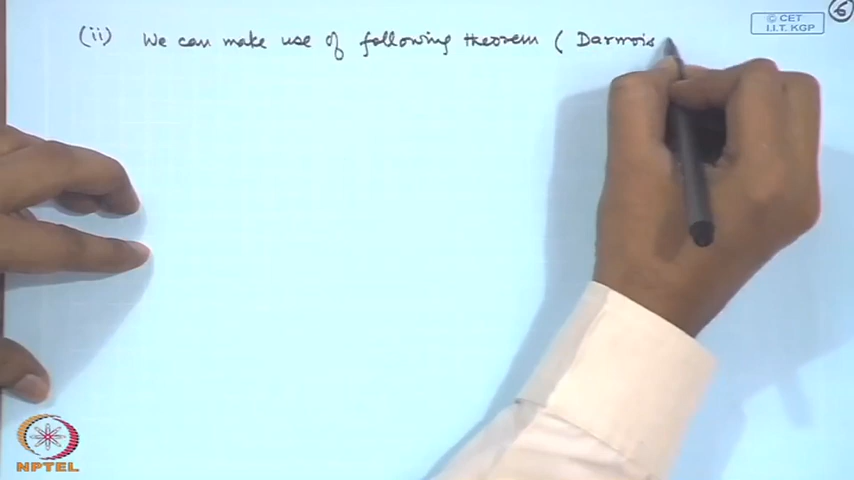 (ii) We can make use of following theorem ( Darmois
© CET
I.I.T. KGP
6
NPTEL